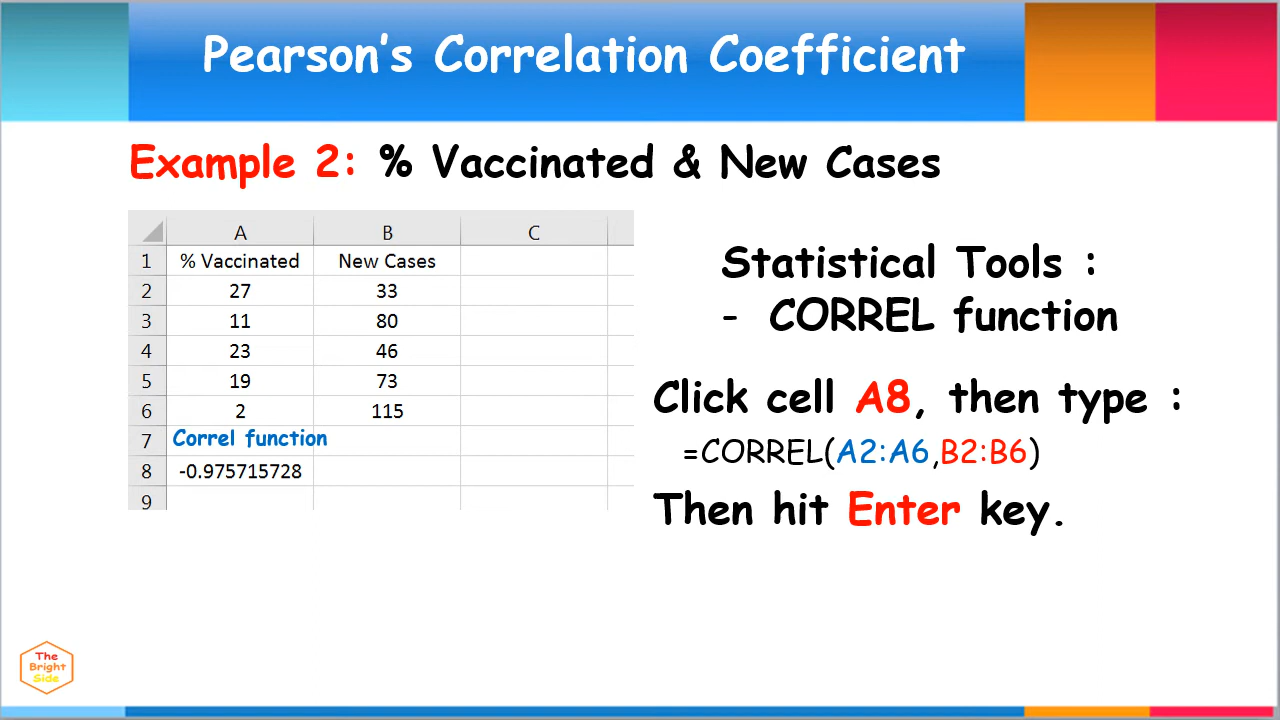 Pearson's Correlation Coefficient
Example 2: % Vaccinated & New Cases
A B C
1 % Vaccinated New Cases
2 27 33
3 11 80
4 23 46
5 19 73
6 2 115
7 Correl function
8 -0.975715728
9
Statistical Tools :
- CORREL function
Click cell A8, then type :
=CORREL(A2:A6,B2:B6)
Then hit Enter key.
The
Bright
Side